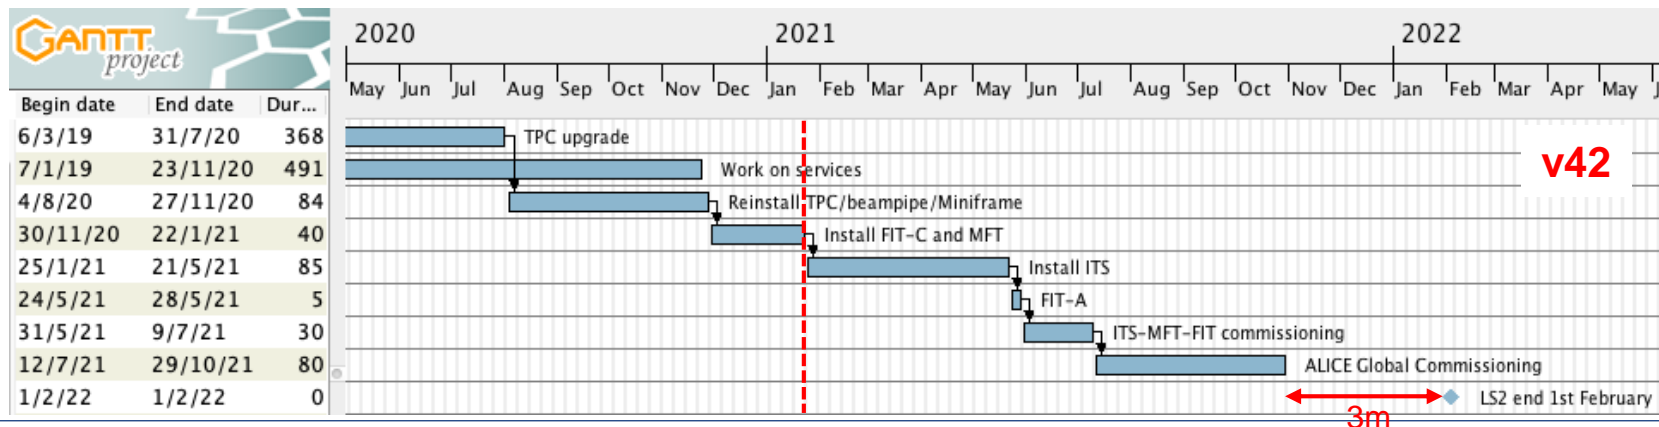 GANTT project
2020 2021 2022
May Jun Jul Aug Sep Oct Nov Dec Jan Feb Mar Apr May Jun Jul Aug Sep Oct Nov Dec Jan Feb Mar Apr May
Begin date End date Dur...
6/3/19 31/7/20 368 TPC upgrade
v42
7/1/19 23/11/20 491 Work on services
4/8/20 27/11/20 84 Reinstall TPC/beampipe/Miniframe
30/11/20 22/1/21 40 Install FIT-C and MFT
25/1/21 21/5/21 85 Install ITS
24/5/21 28/5/21 5 FIT-A
31/5/21 9/7/21 30 ITS-MFT-FIT commissioning
12/7/21 29/10/21 80 ALICE Global Commissioning
1/2/22 1/2/22 0 LS2 end 1st February
3m